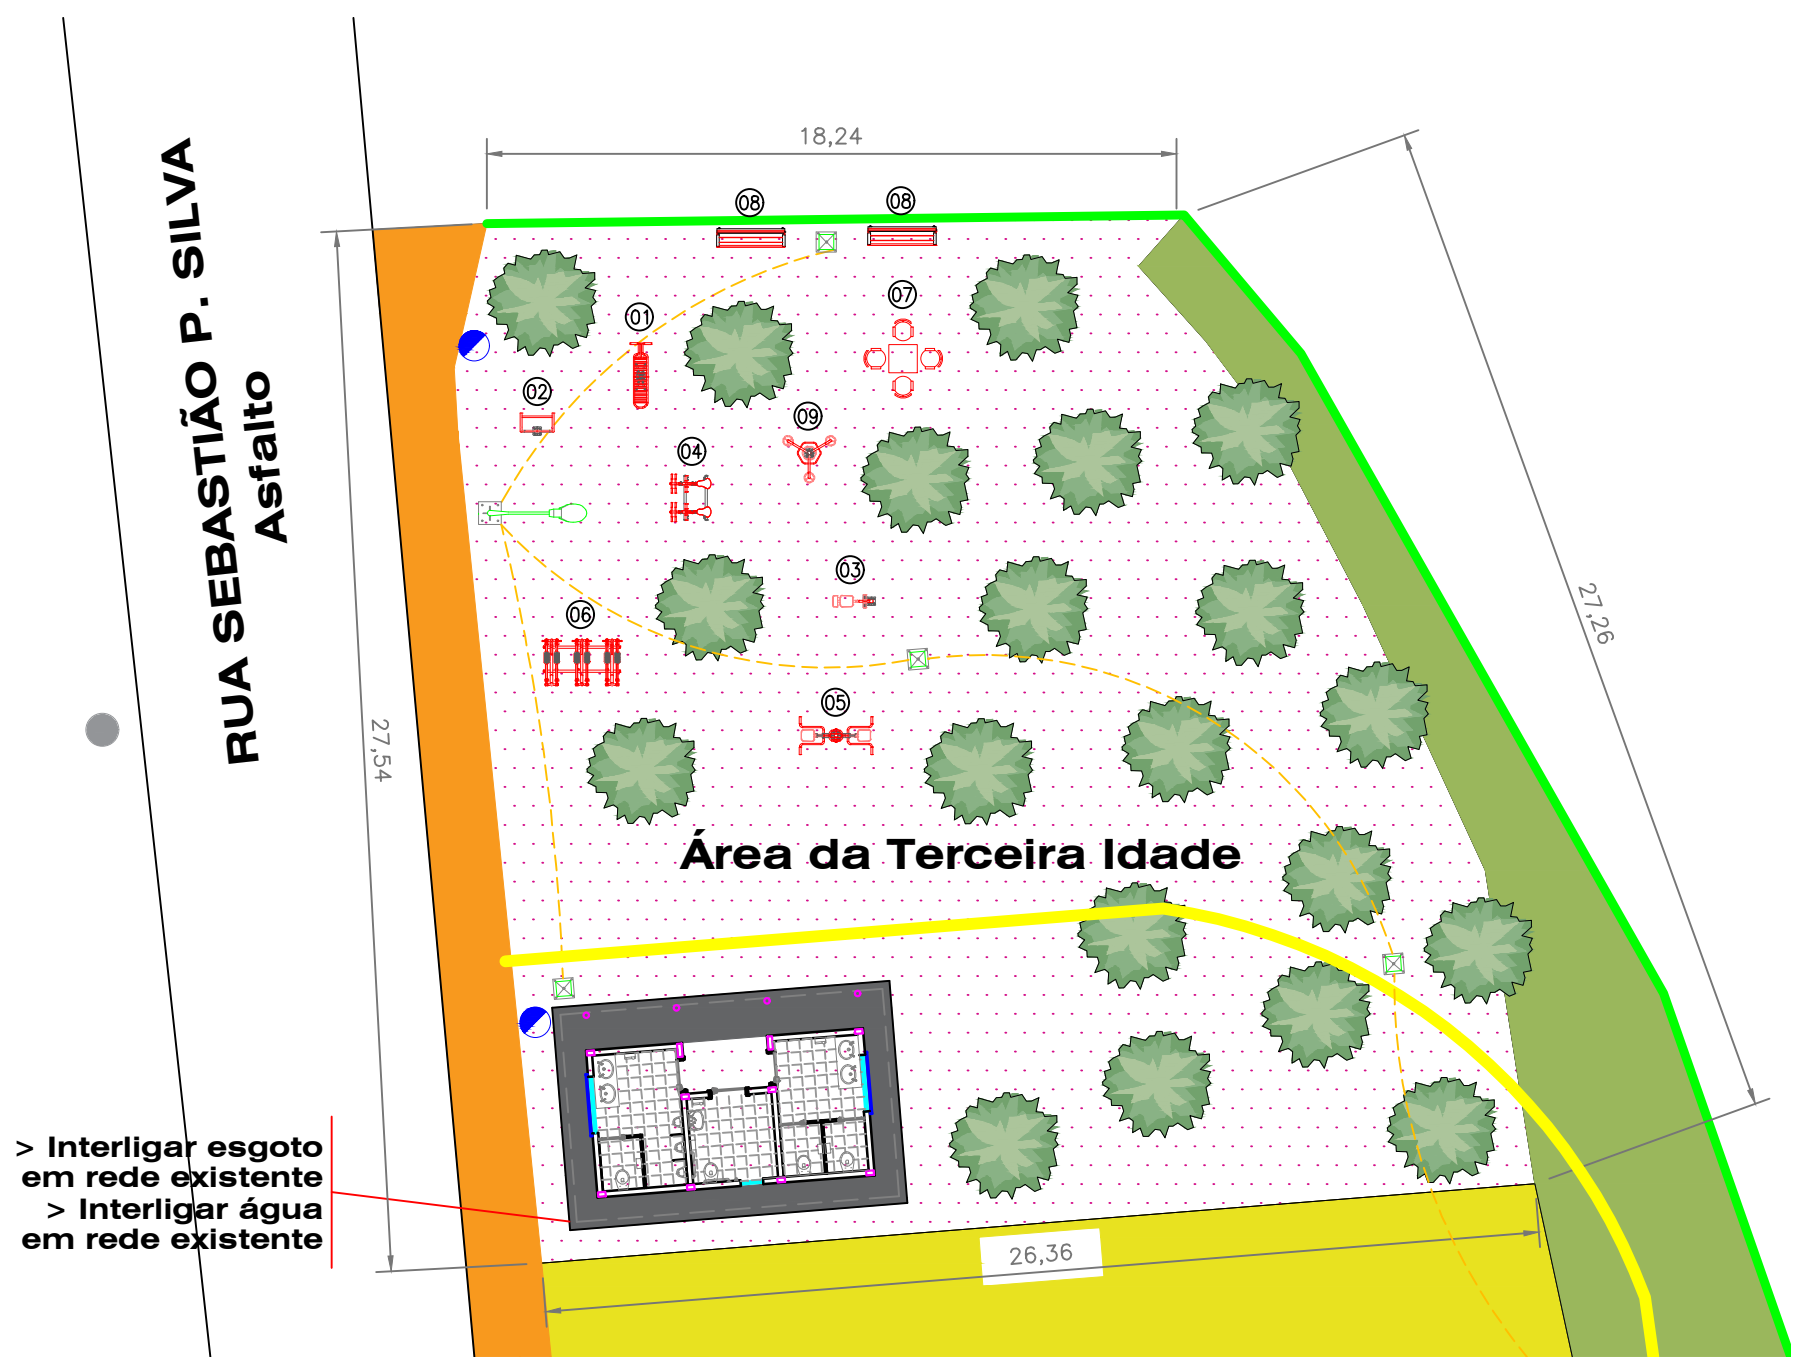 18,24
RUA SEBASTIÃO P. SILVA
Asfalto
08
08
07
01
02
09
04
03
06
05
27,26
27,54
Área da Terceira Idade
> Interligar esgoto
em rede existente
> Interligar água
em rede existente
26,36